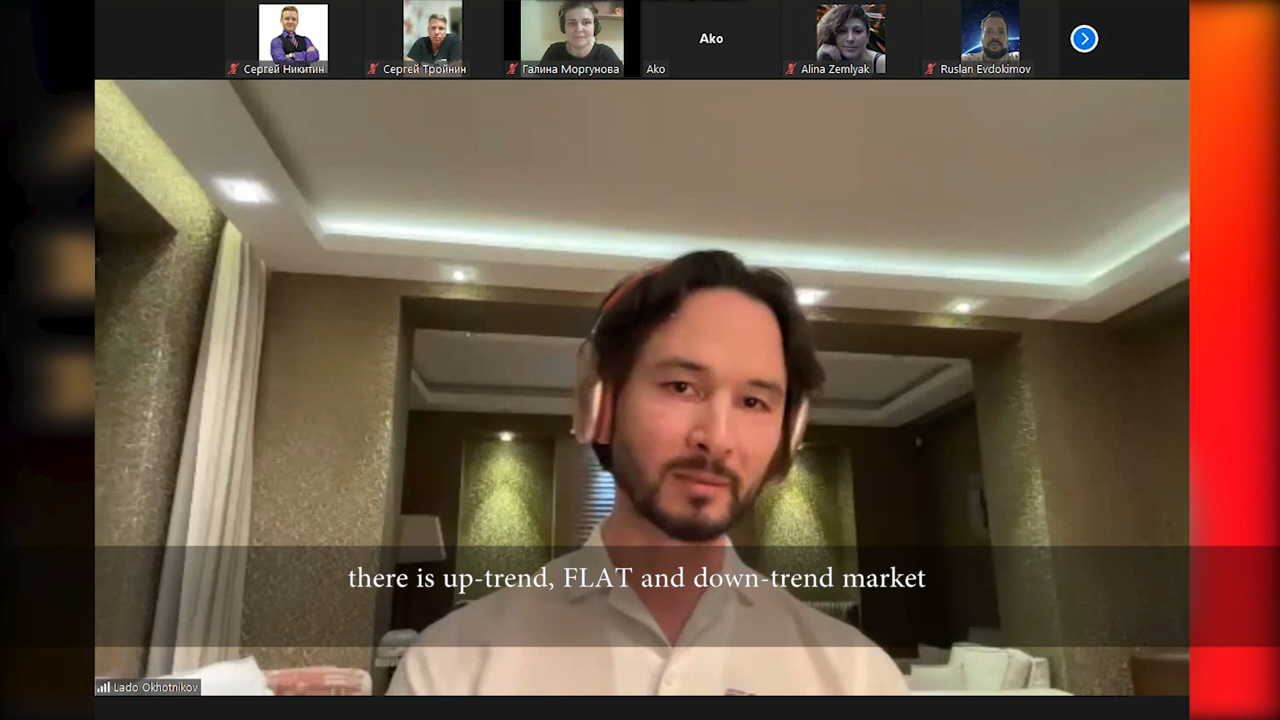 Ako
Сергей Никитин
Сергей Тройнин
Галина Моргунова
Ako
Alina Zemlyak
Ruslan Evdokimov
there is up-trend, FLAT and down-trend market
Lado Okhotnikov